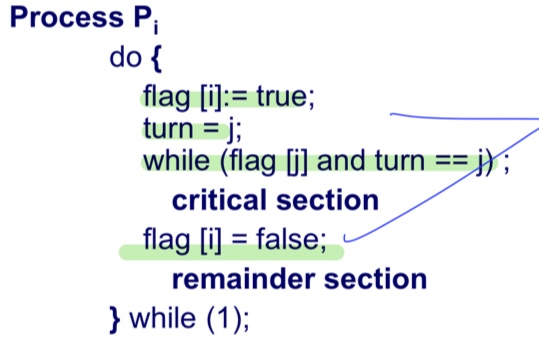 Process Pi
do {
flag [i]:= true;
turn = j;
while (flag [j] and turn == j) ;
critical section
flag [i] = false;
remainder section
} while (1);